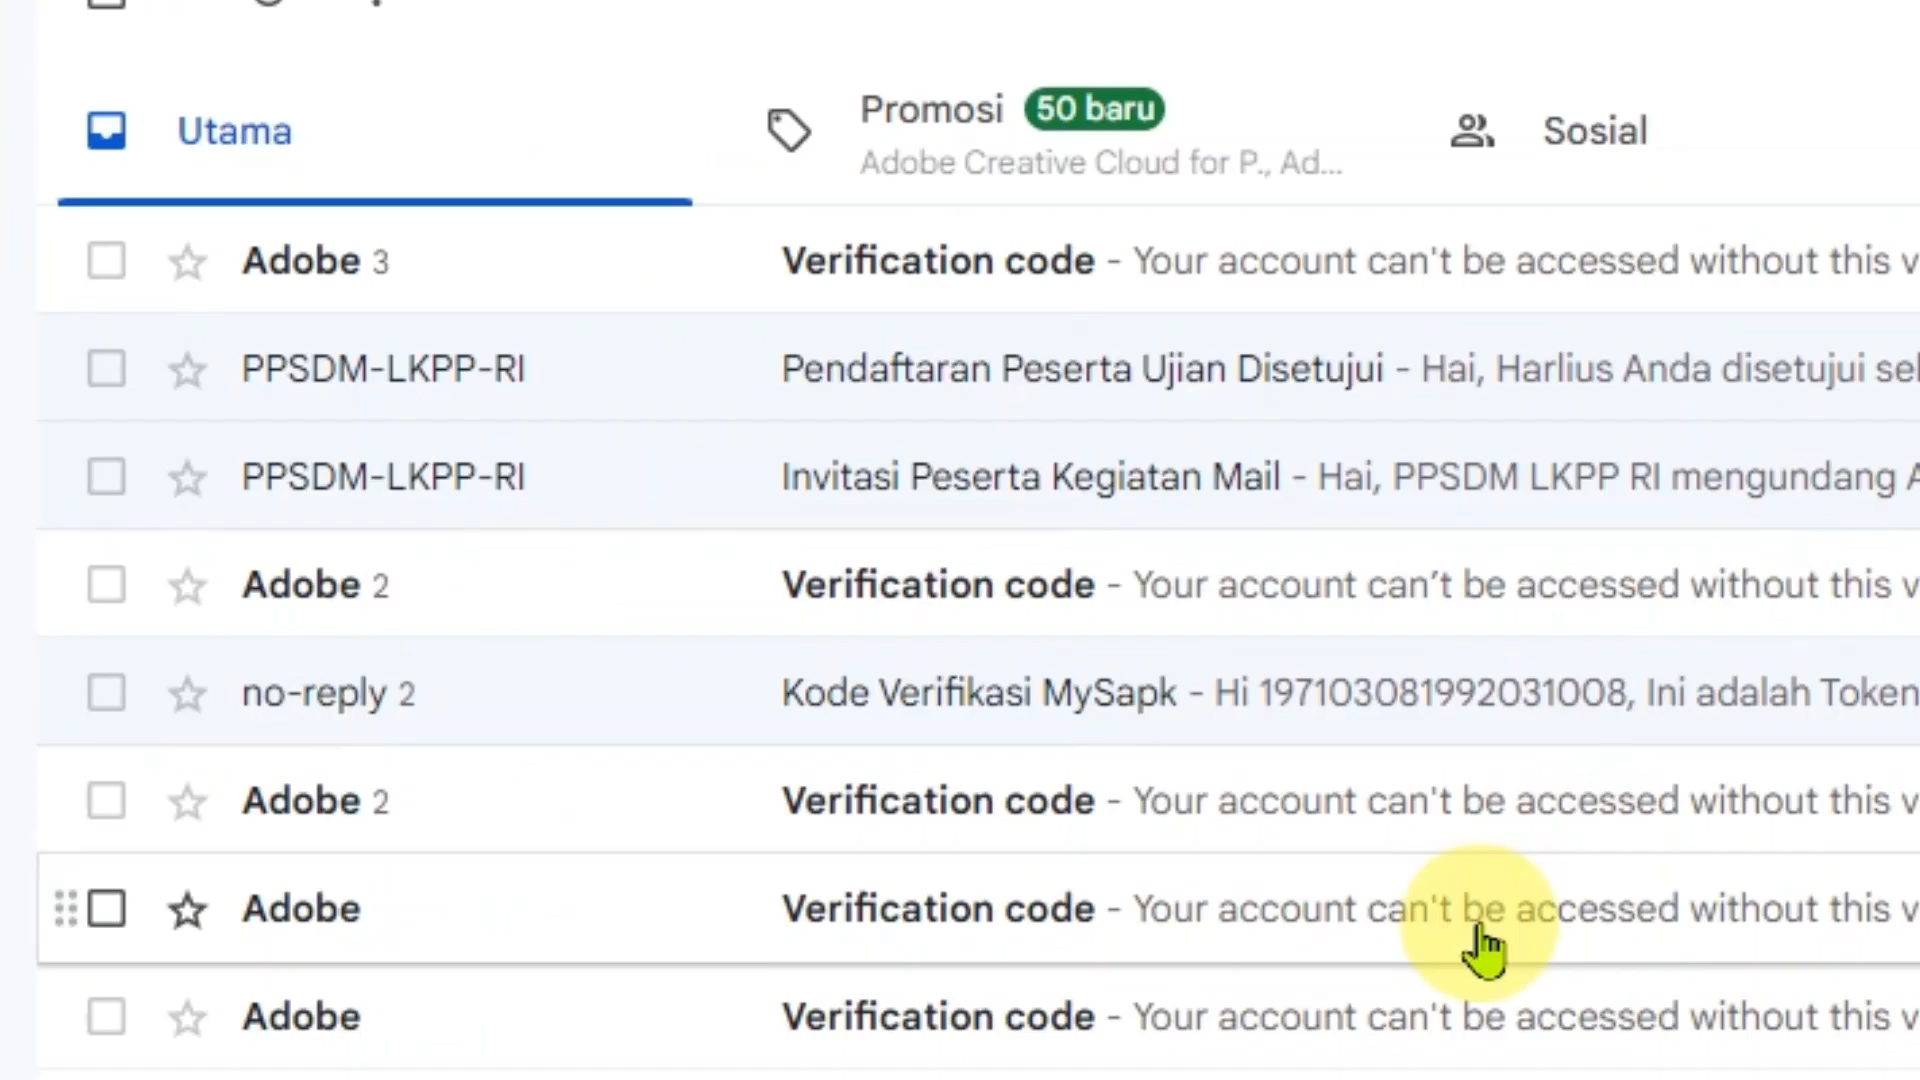 Utama
Promosi 50 baru
Adobe Creative Cloud for P., Ad...
Sosial
Adobe 3 Verification code - Your account can't be accessed without this v
PPSDM-LKPP-RI Pendaftaran Peserta Ujian Disetujui - Hai, Harlius Anda disetujui sel
PPSDM-LKPP-RI Invitasi Peserta Kegiatan Mail - Hai, PPSDM LKPP RI mengundang A
Adobe 2 Verification code - Your account can’t be accessed without this v
no-reply 2 Kode Verifikasi MySapk - Hi 197103081992031008, Ini adalah Token
Adobe 2 Verification code - Your account can't be accessed without this v
Adobe Verification code - Your account can't be accessed without this v
Adobe Verification code - Your account can't be accessed without this v